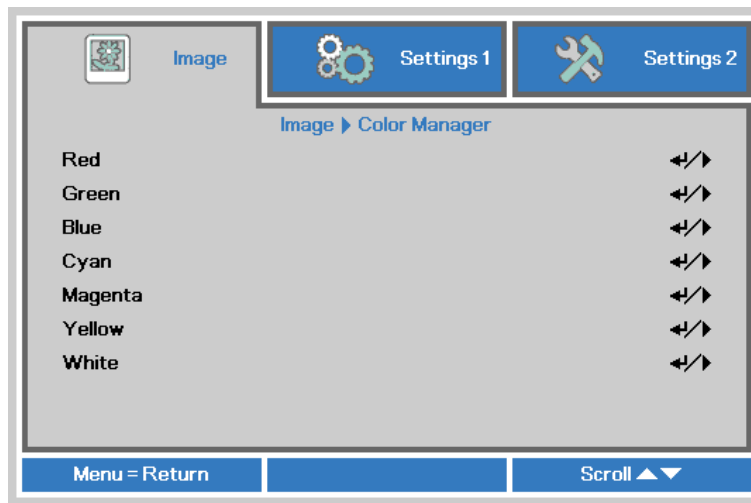 Image
Settings 1
Settings 2
Image ▶ Color Manager
Red ↵/▶
Green ↵/▶
Blue ↵/▶
Cyan ↵/▶
Magenta ↵/▶
Yellow ↵/▶
White ↵/▶
Menu = Return
Scroll ▲▼